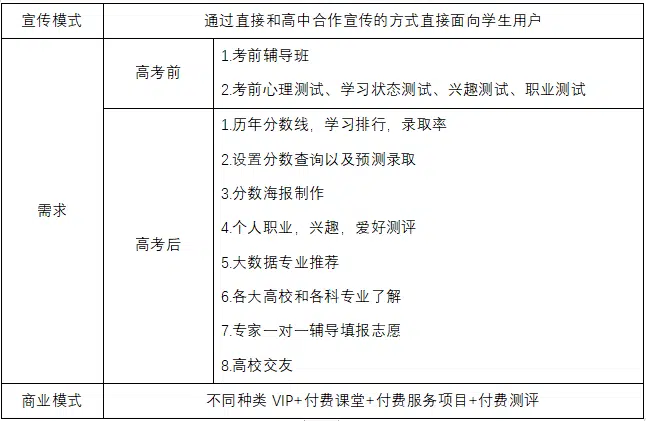 宣传模式
通过直接和高中合作宣传的方式直接面向学生用户
需求
高考前
1.考前辅导班
2.考前心理测试、学习状态测试、兴趣测试、职业测试
高考后
1.历年分数线，学习排行，录取率
2.设置分数查询以及预测录取
3.分数海报制作
4.个人职业，兴趣，爱好测评
5.大数据专业推荐
6.各大高校和各科专业了解
7.专家一对一辅导填报志愿
8.高校交友
商业模式
不同种类 VIP+付费课堂+付费服务项目+付费测评